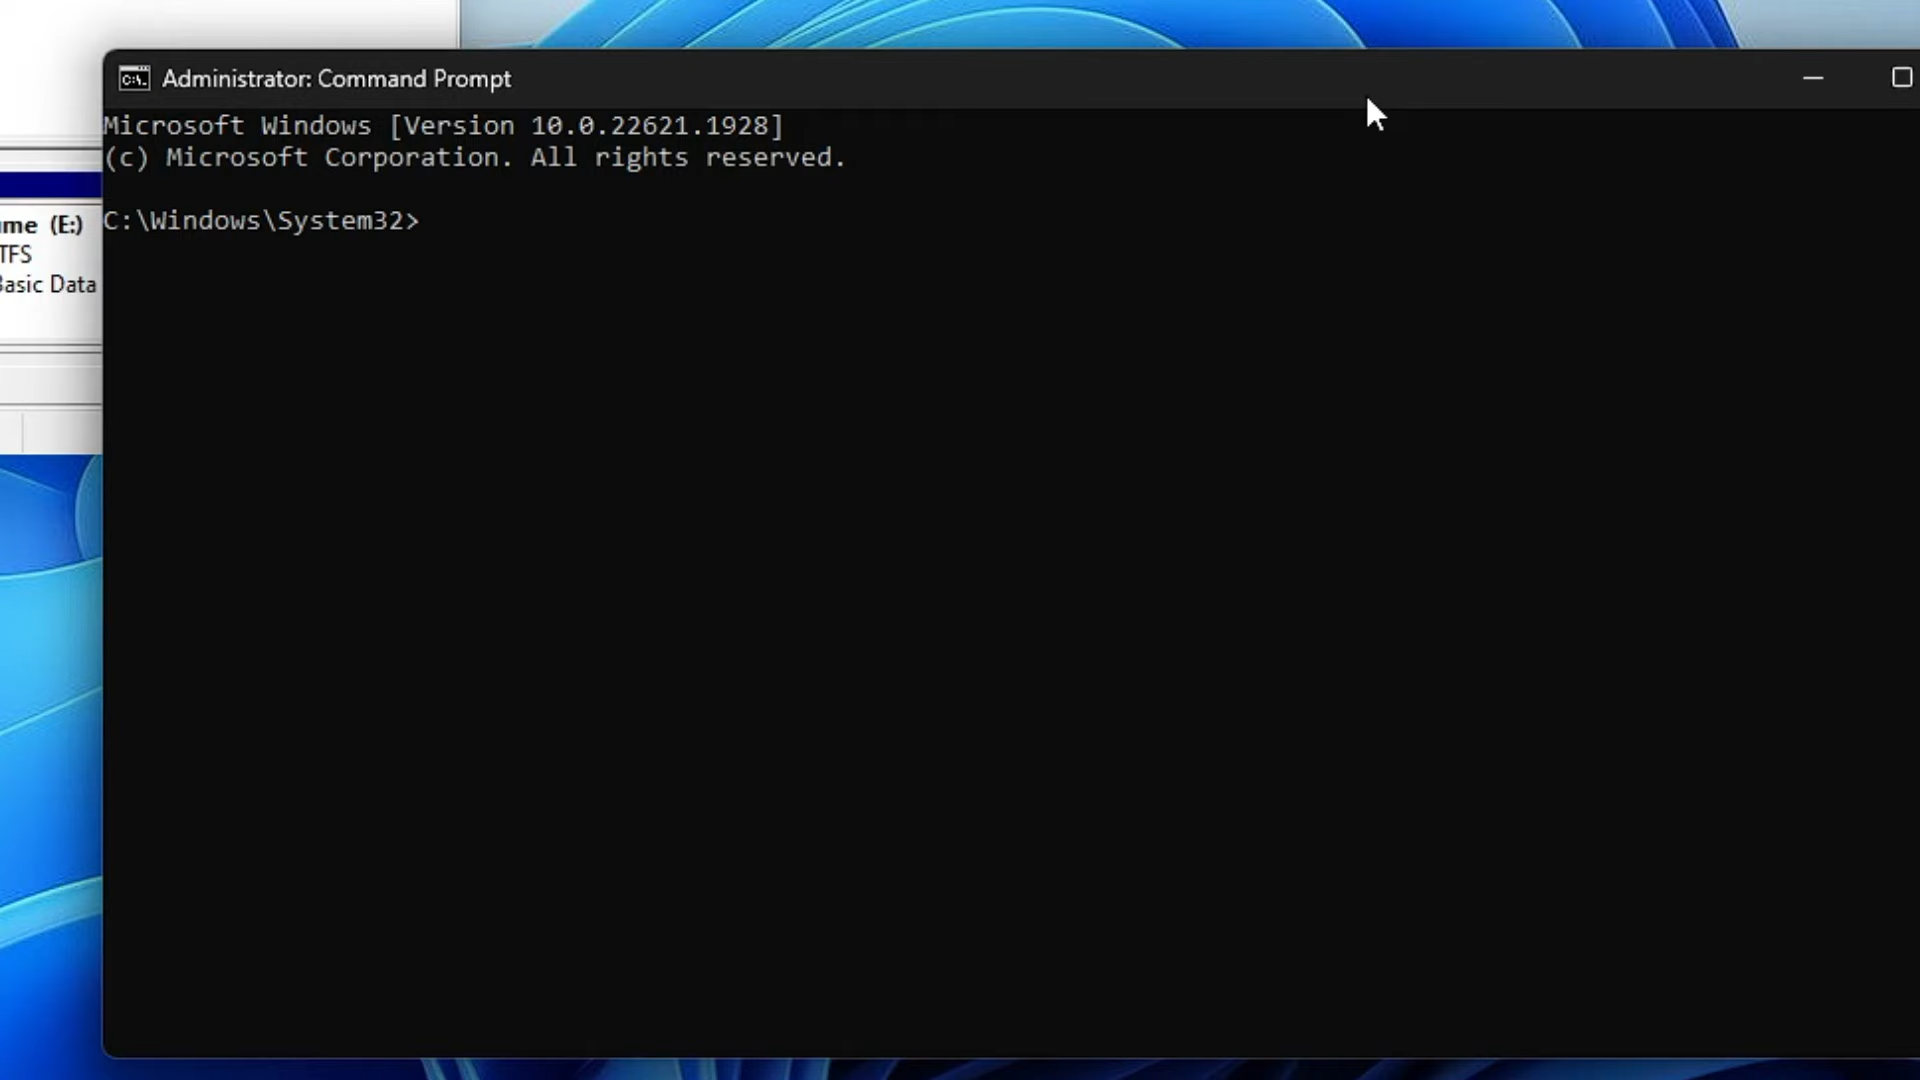 Administrator: Command Prompt
Microsoft Windows [Version 10.0.22621.1928]
(c) Microsoft Corporation. All rights reserved.
C:\Windows\System32>
ume (E:)
TFS
Basic Data